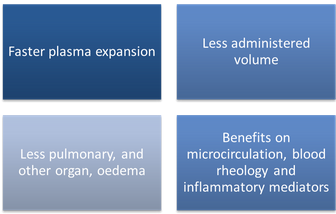 Faster plasma expansion
Less administered
volume
Less pulmonary, and
other organ, oedema
Benefits on
microcirculation, blood
rheology and
inflammatory mediators